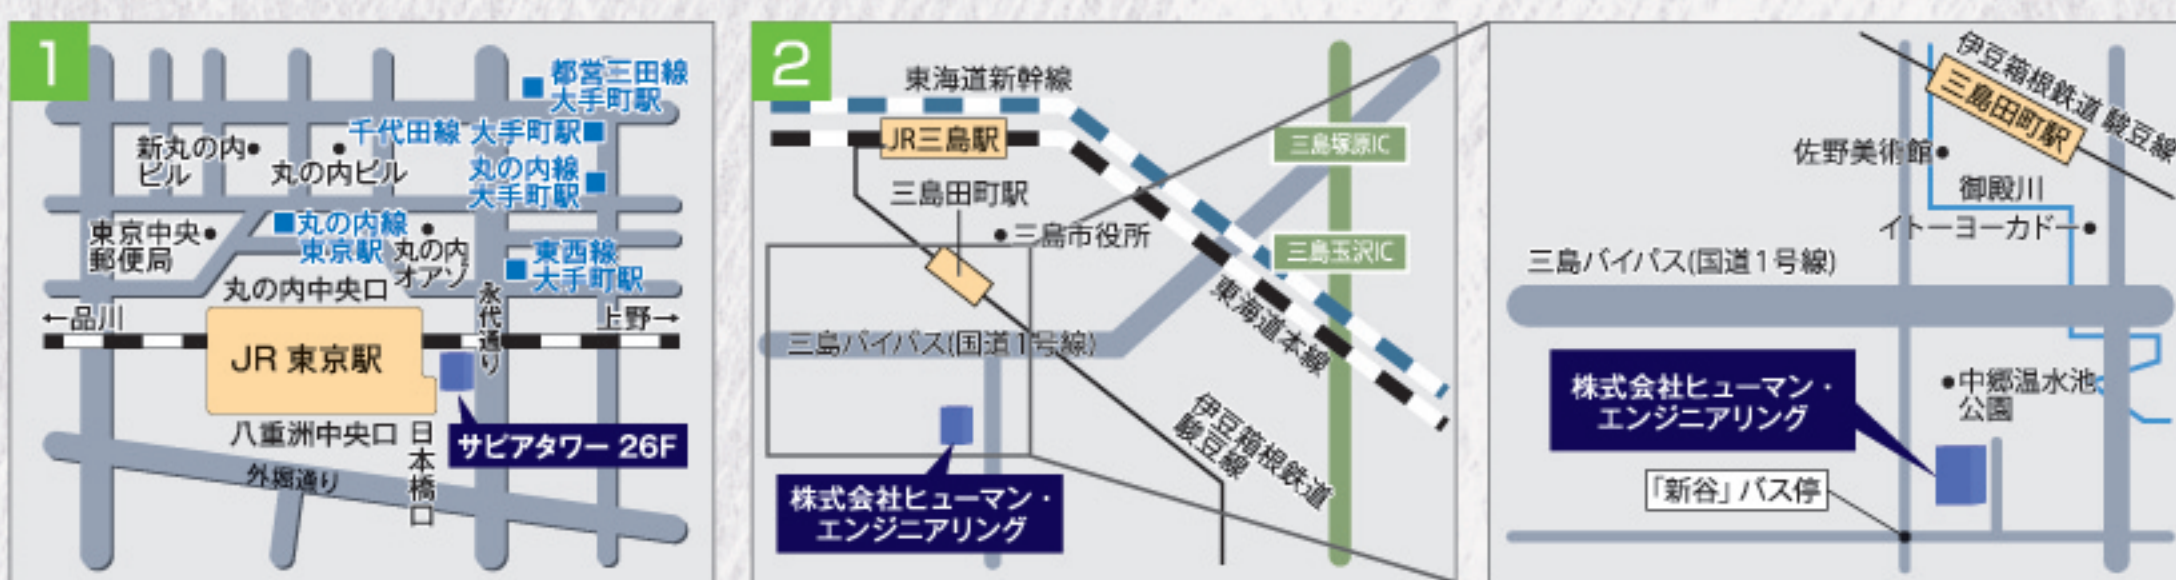 1
都営三田線
大手町駅
千代田線 大手町駅
新丸の内
ビル
丸の内ビル
丸の内線
大手町駅
東京中央
郵便局
丸の内線
東京駅
丸の内
オアゾ
東西線
大手町駅
丸の内中央口
永代通り
←品川
上野→
JR 東京駅
八重洲中央口
日本橋口
サピアタワー 26F
外堀通り
2
東海道新幹線
JR三島駅
三島塚原IC
三島田町駅
三島市役所
三島玉沢IC
東海道本線
三島バイパス(国道1号線)
伊豆箱根鉄道
駿豆線
株式会社ヒューマン・
エンジニアリング
伊豆箱根鉄道 駿豆線
三島田町駅
佐野美術館
御殿川
イトーヨーカドー
三島バイパス(国道1号線)
株式会社ヒューマン・
エンジニアリング
中郷温水池
公園
「新谷」バス停